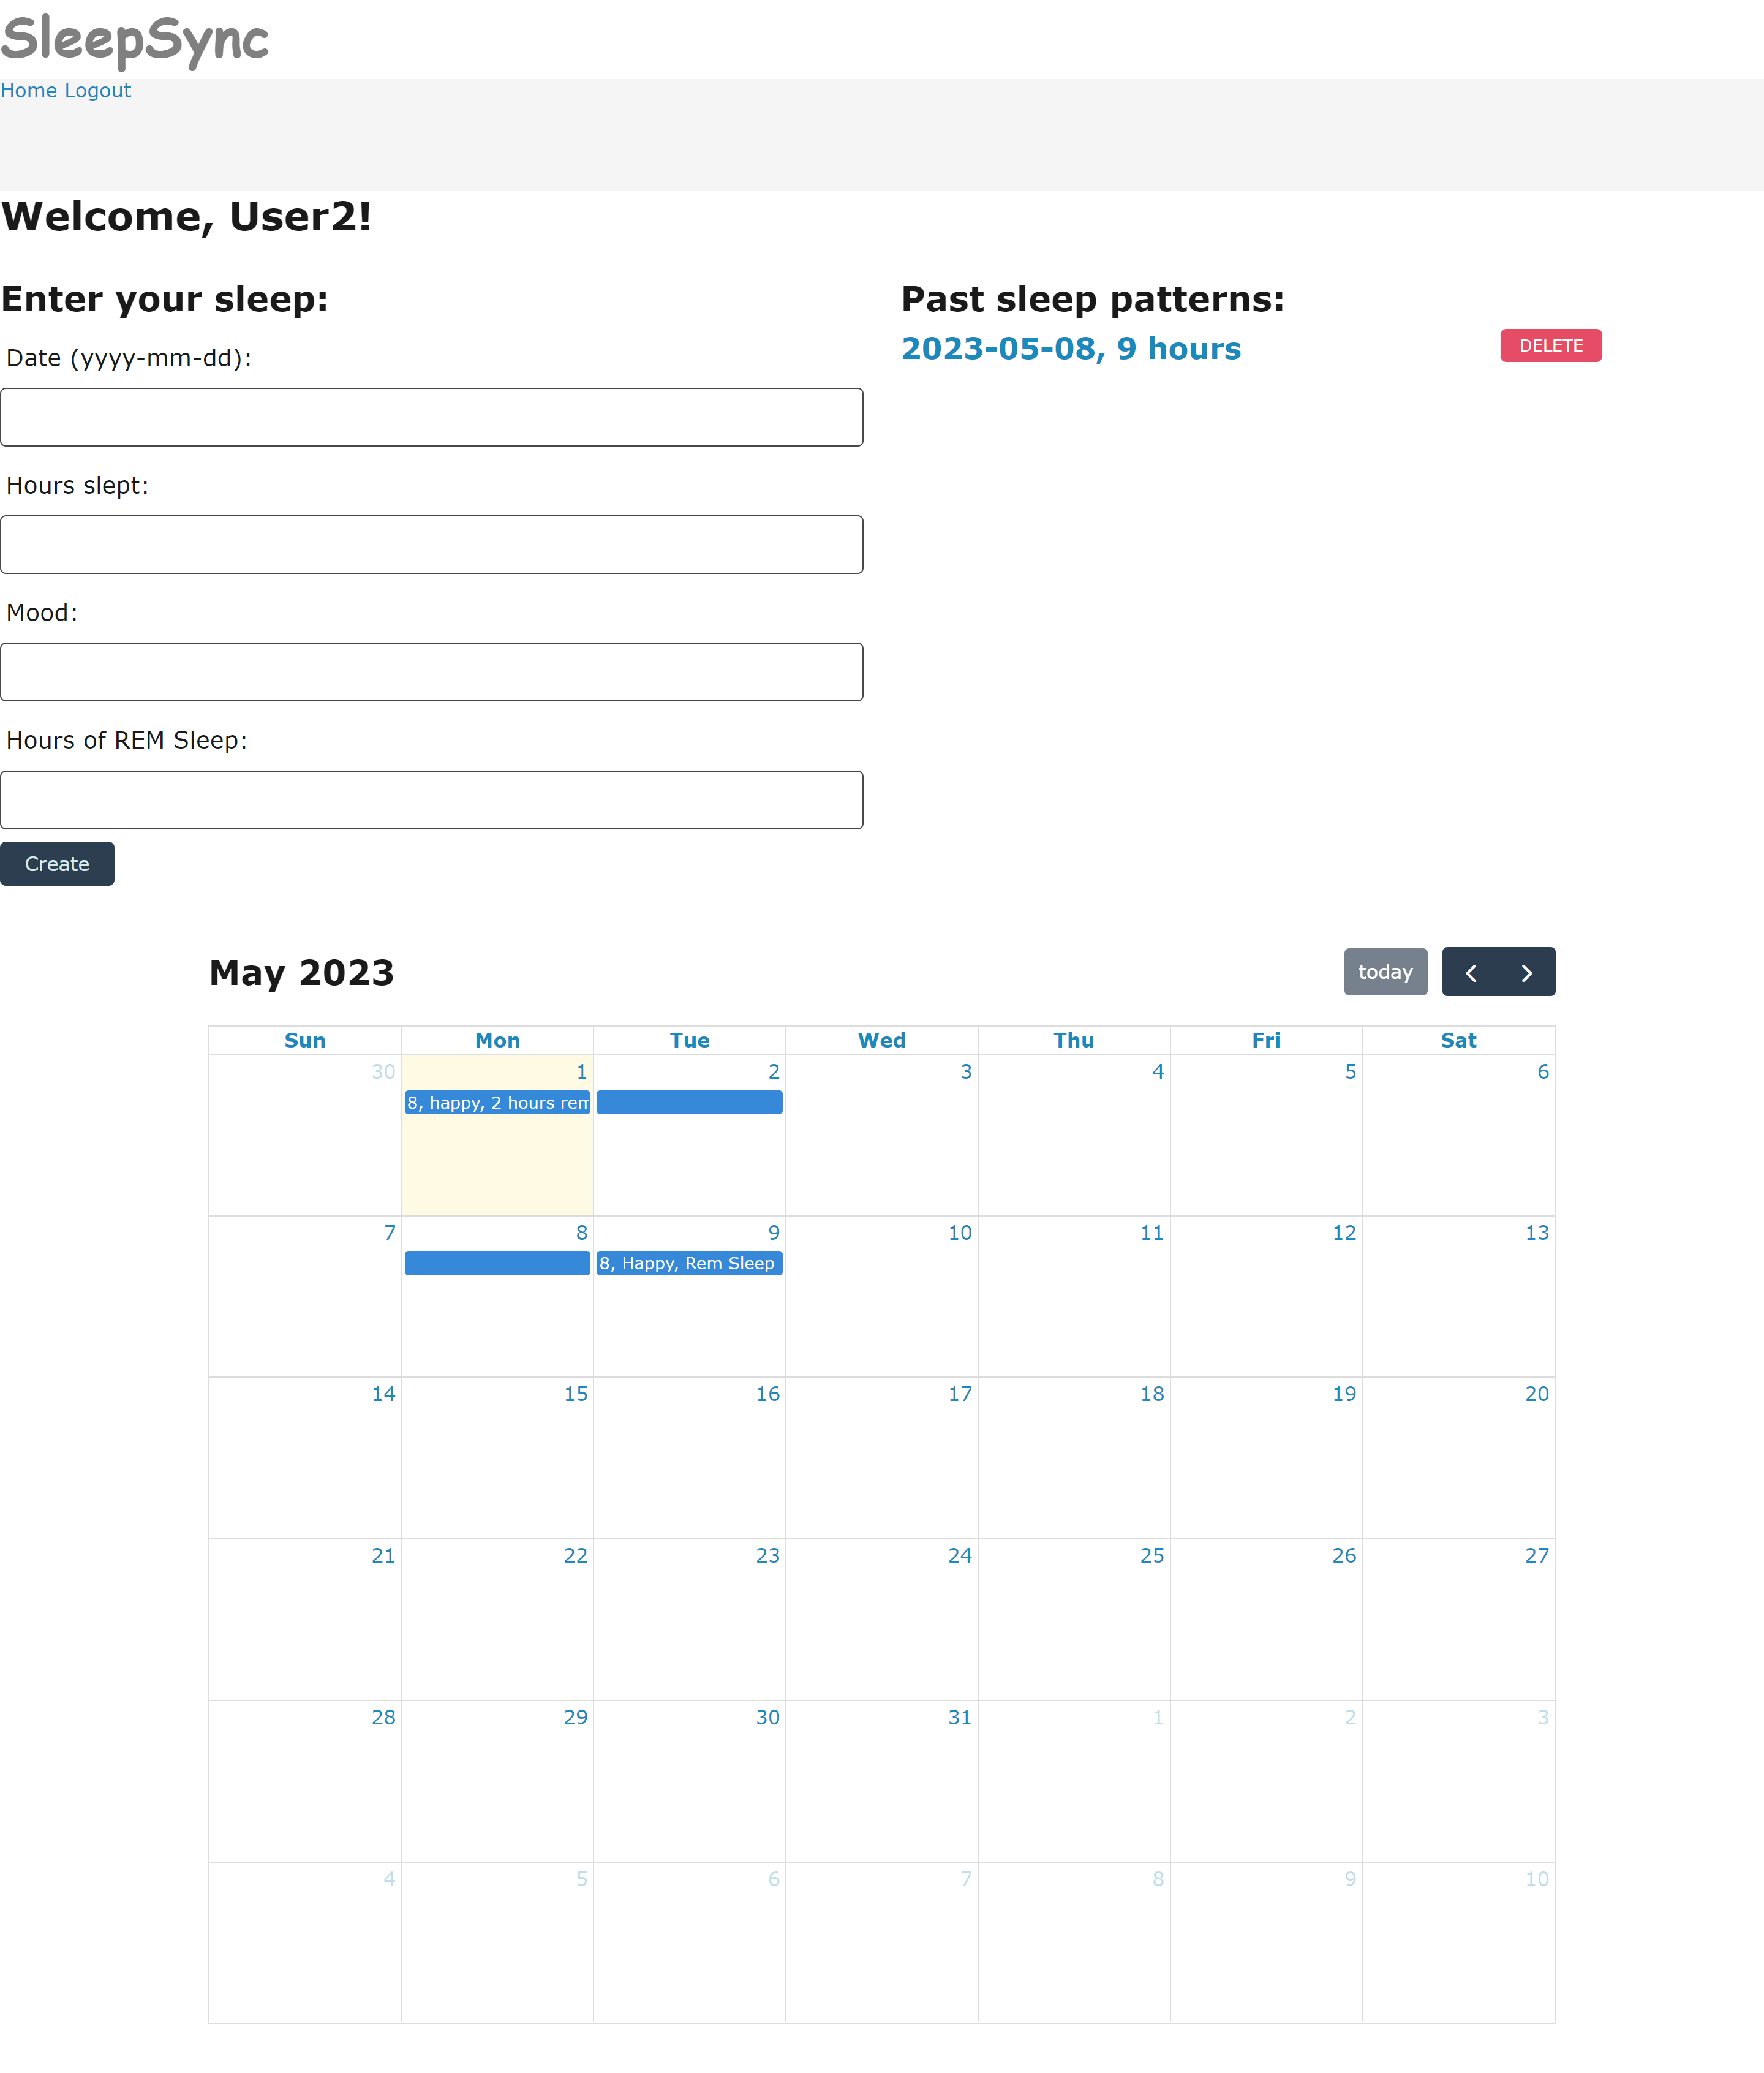 SleepSync
Home Logout
Welcome, User2!
Enter your sleep:
Date (yyyy-mm-dd):
Hours slept:
Mood:
Hours of REM Sleep:
Create
Past sleep patterns:
2023-05-08, 9 hours DELETE
May 2023 today
Sun Mon Tue Wed Thu Fri Sat
30 1 2 3 4 5 6
8, happy, 2 hours rem
7 8 9 10 11 12 13
8, Happy, Rem Sleep
14 15 16 17 18 19 20
21 22 23 24 25 26 27
28 29 30 31 1 2 3
4 5 6 7 8 9 10